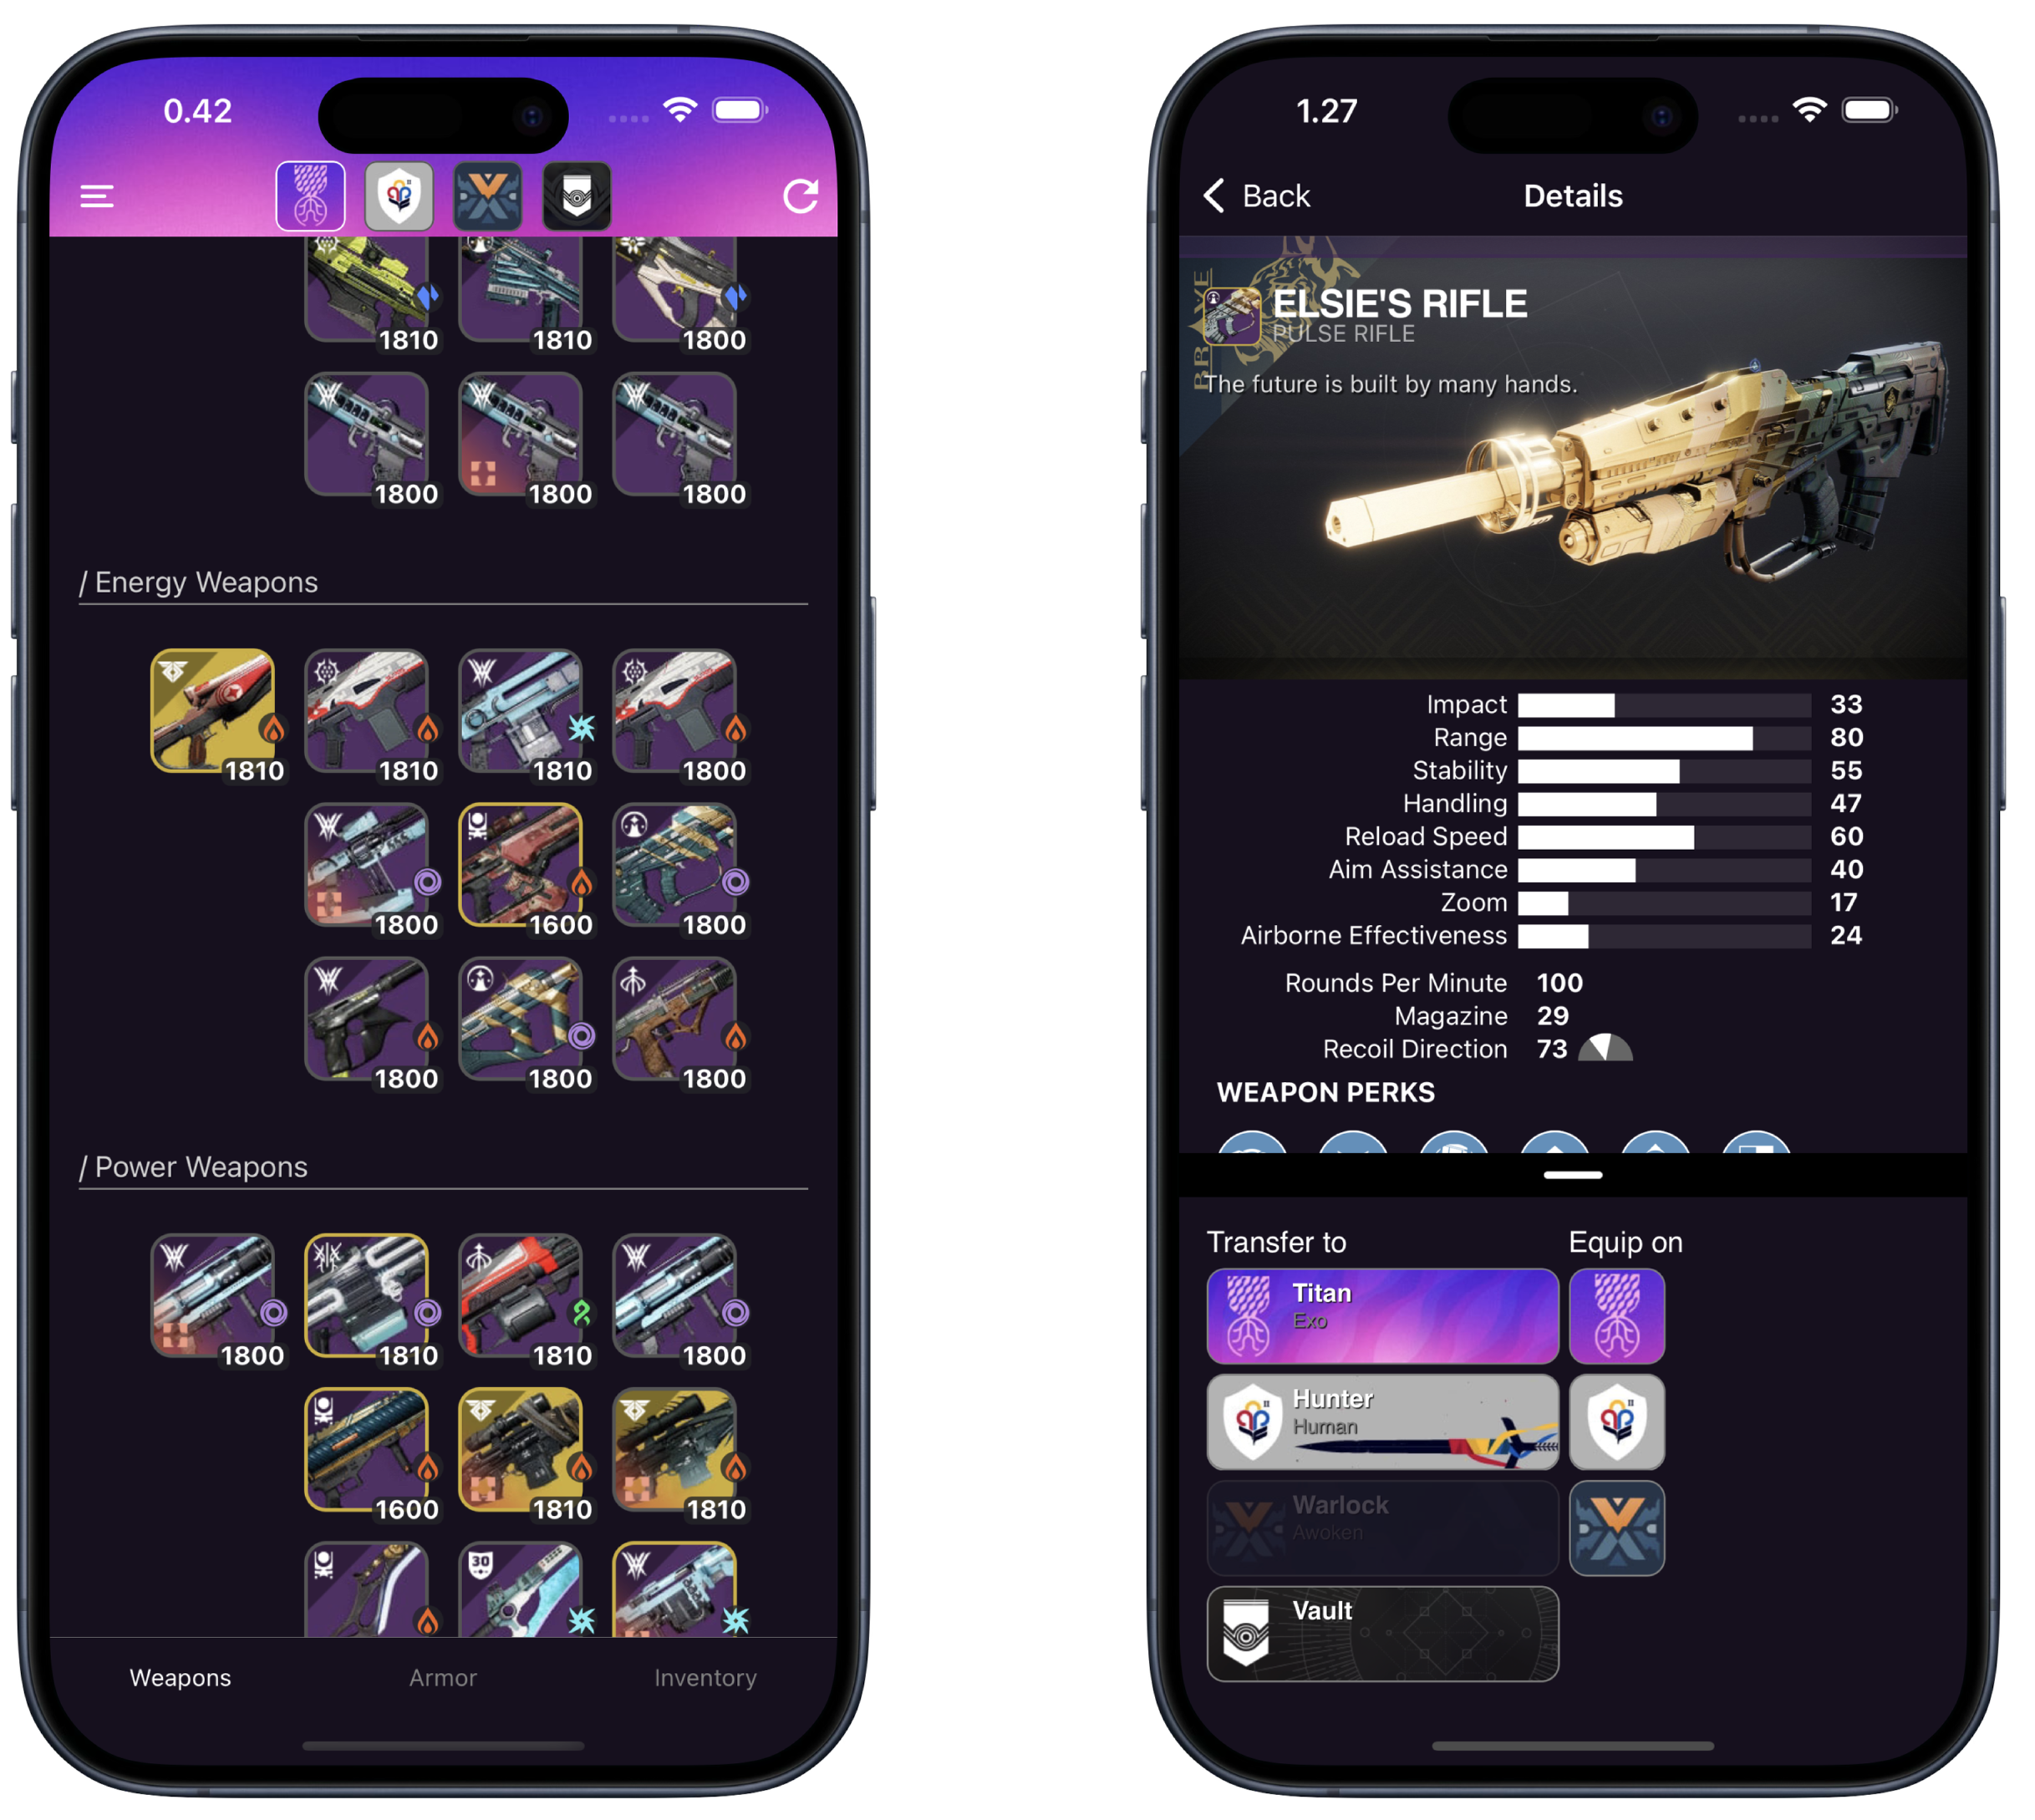 0.42
1810
1810
1800
1800
1800
1800
/ Energy Weapons
1810
1810
1810
1800
1800
1600
1800
1800
1800
1800
/ Power Weapons
1800
1810
1810
1800
1600
1810
1810
30
Weapons
Armor
Inventory
1.27
Back
Details
BRAVE
ELSIE'S RIFLE
PULSE RIFLE
The future is built by many hands.
Impact 33
Range 80
Stability 55
Handling 47
Reload Speed 60
Aim Assistance 40
Zoom 17
Airborne Effectiveness 24
Rounds Per Minute 100
Magazine 29
Recoil Direction 73
WEAPON PERKS
Transfer to
Equip on
Titan
Exo
Hunter
Human
Warlock
Awoken
Vault